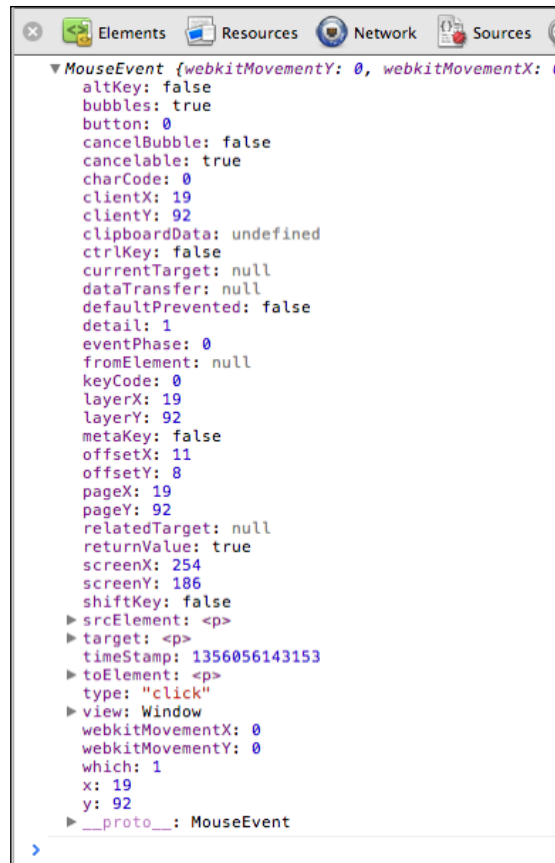 Elements Resources Network Sources
MouseEvent {webkitMovementY: 0, webkitMovementX:
altKey: false
bubbles: true
button: 0
cancelBubble: false
cancelable: true
charCode: 0
clientX: 19
clientY: 92
clipboardData: undefined
ctrlKey: false
currentTarget: null
dataTransfer: null
defaultPrevented: false
detail: 1
eventPhase: 0
fromElement: null
keyCode: 0
layerX: 19
layerY: 92
metaKey: false
offsetX: 11
offsetY: 8
pageX: 19
pageY: 92
relatedTarget: null
returnValue: true
screenX: 254
screenY: 186
shiftKey: false
srcElement: <p>
target: <p>
timeStamp: 1356056143153
toElement: <p>
type: "click"
view: Window
webkitMovementX: 0
webkitMovementY: 0
which: 1
x: 19
y: 92
__proto__: MouseEvent